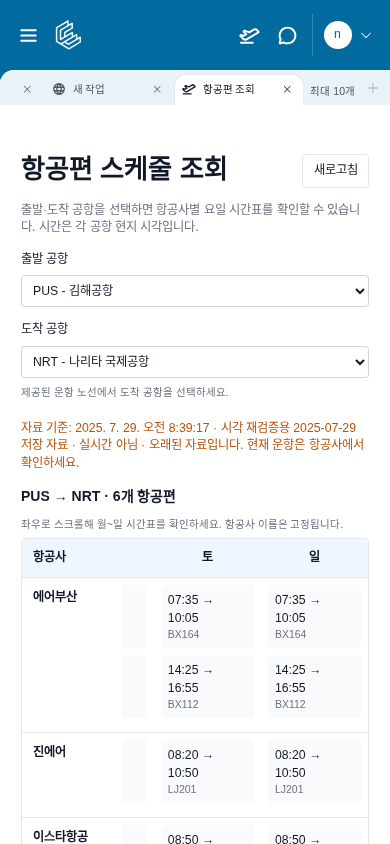 n
새 작업
항공편 조회
최대 10개
항공편 스케줄 조회
새로고침
출발·도착 공항을 선택하면 항공사별 요일 시간표를 확인할 수 있습니
다. 시간은 각 공항 현지 시각입니다.
출발 공항
PUS - 김해공항
도착 공항
NRT - 나리타 국제공항
제공된 운항 노선에서 도착 공항을 선택하세요.
자료 기준: 2025. 7. 29. 오전 8:39:17 · 시각 재검증용 2025-07-29
저장 자료 · 실시간 아님 · 오래된 자료입니다. 현재 운항은 항공사에서
확인하세요.
PUS → NRT · 6개 항공편
좌우로 스크롤해 월~일 시간표를 확인하세요. 항공사 이름은 고정됩니다.
항공사 토 일
에어부산
07:35 → 07:35 →
10:05 10:05
BX164 BX164
14:25 → 14:25 →
16:55 16:55
BX112 BX112
진에어
08:20 → 08:20 →
10:50 10:50
LJ201 LJ201
이스타항공
08:50 → 08:50 →